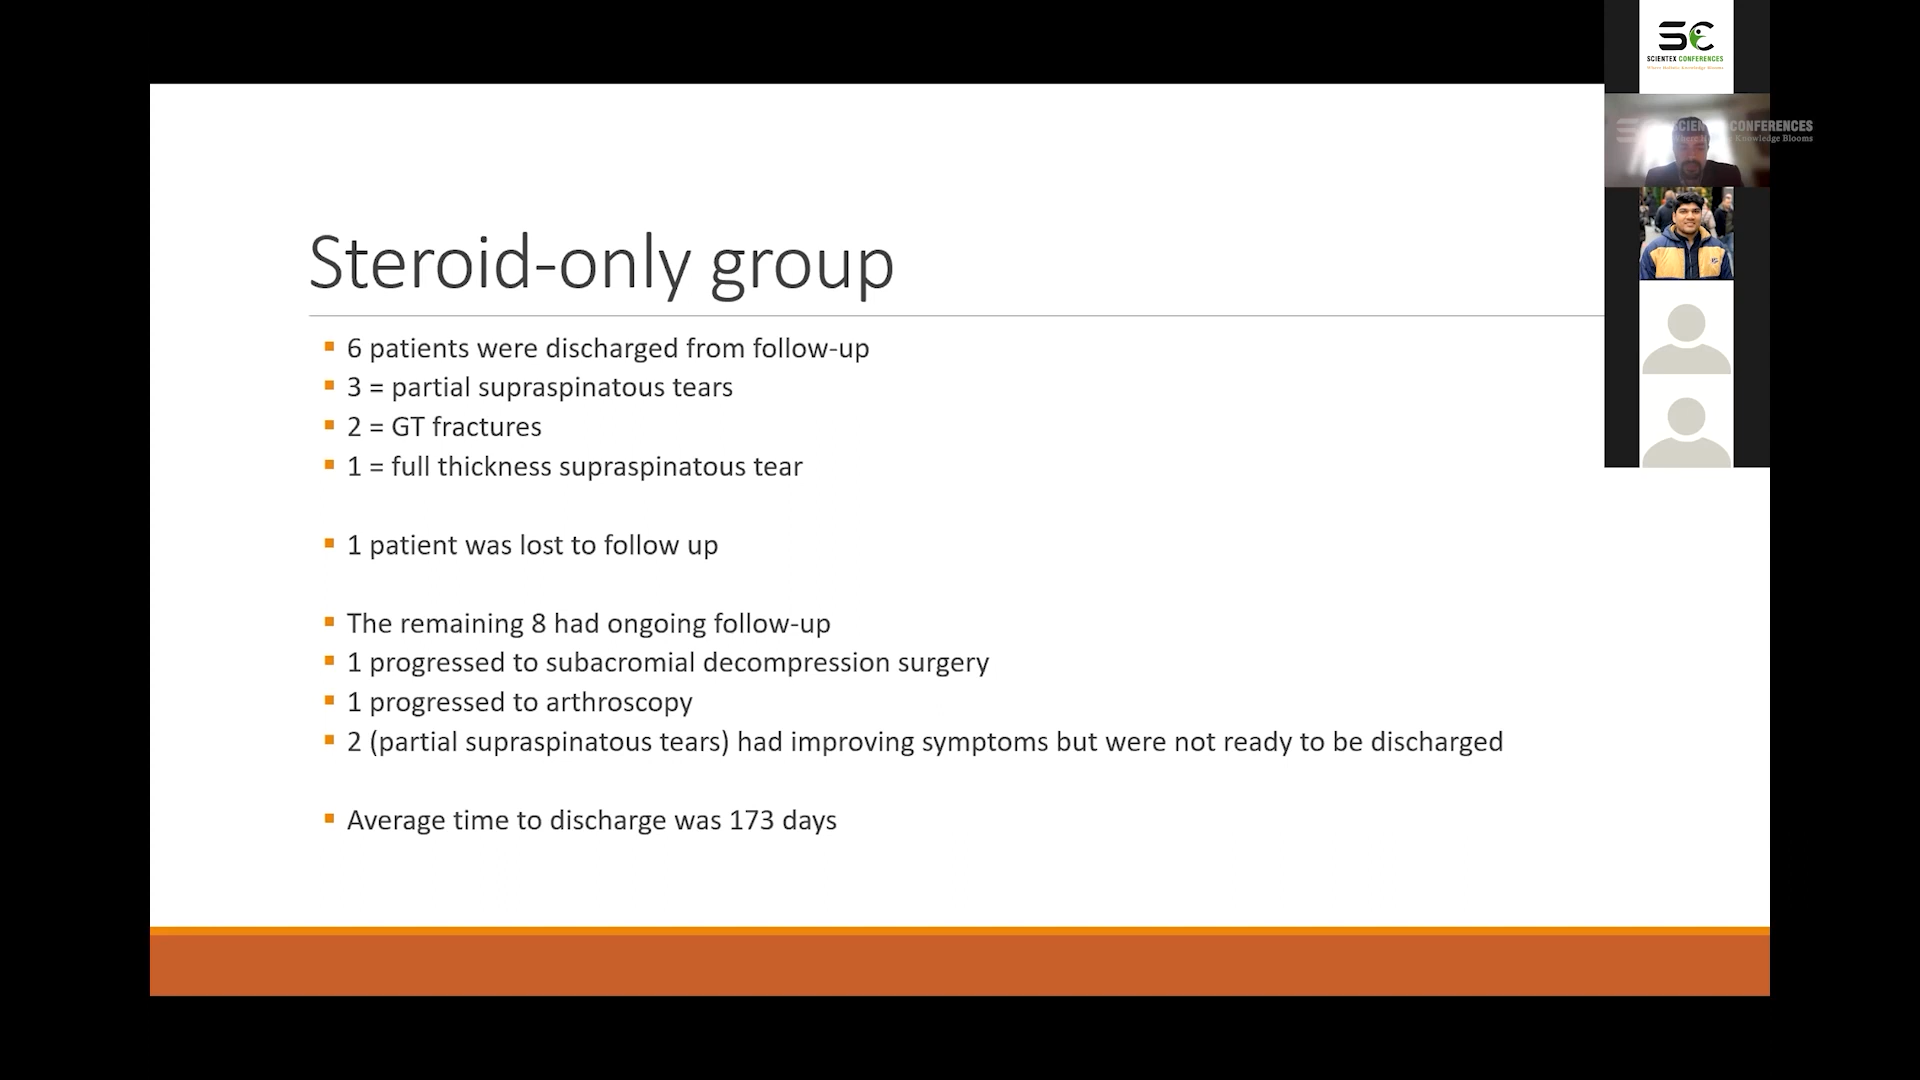 SCIENTEX CONFERENCES
CONFERENCES
Knowledge Blooms
Steroid-only group
6 patients were discharged from follow-up
3 = partial supraspinatous tears
2 = GT fractures
1 = full thickness supraspinatous tear
1 patient was lost to follow up
The remaining 8 had ongoing follow-up
1 progressed to subacromial decompression surgery
1 progressed to arthroscopy
2 (partial supraspinatous tears) had improving symptoms but were not ready to be discharged
Average time to discharge was 173 days